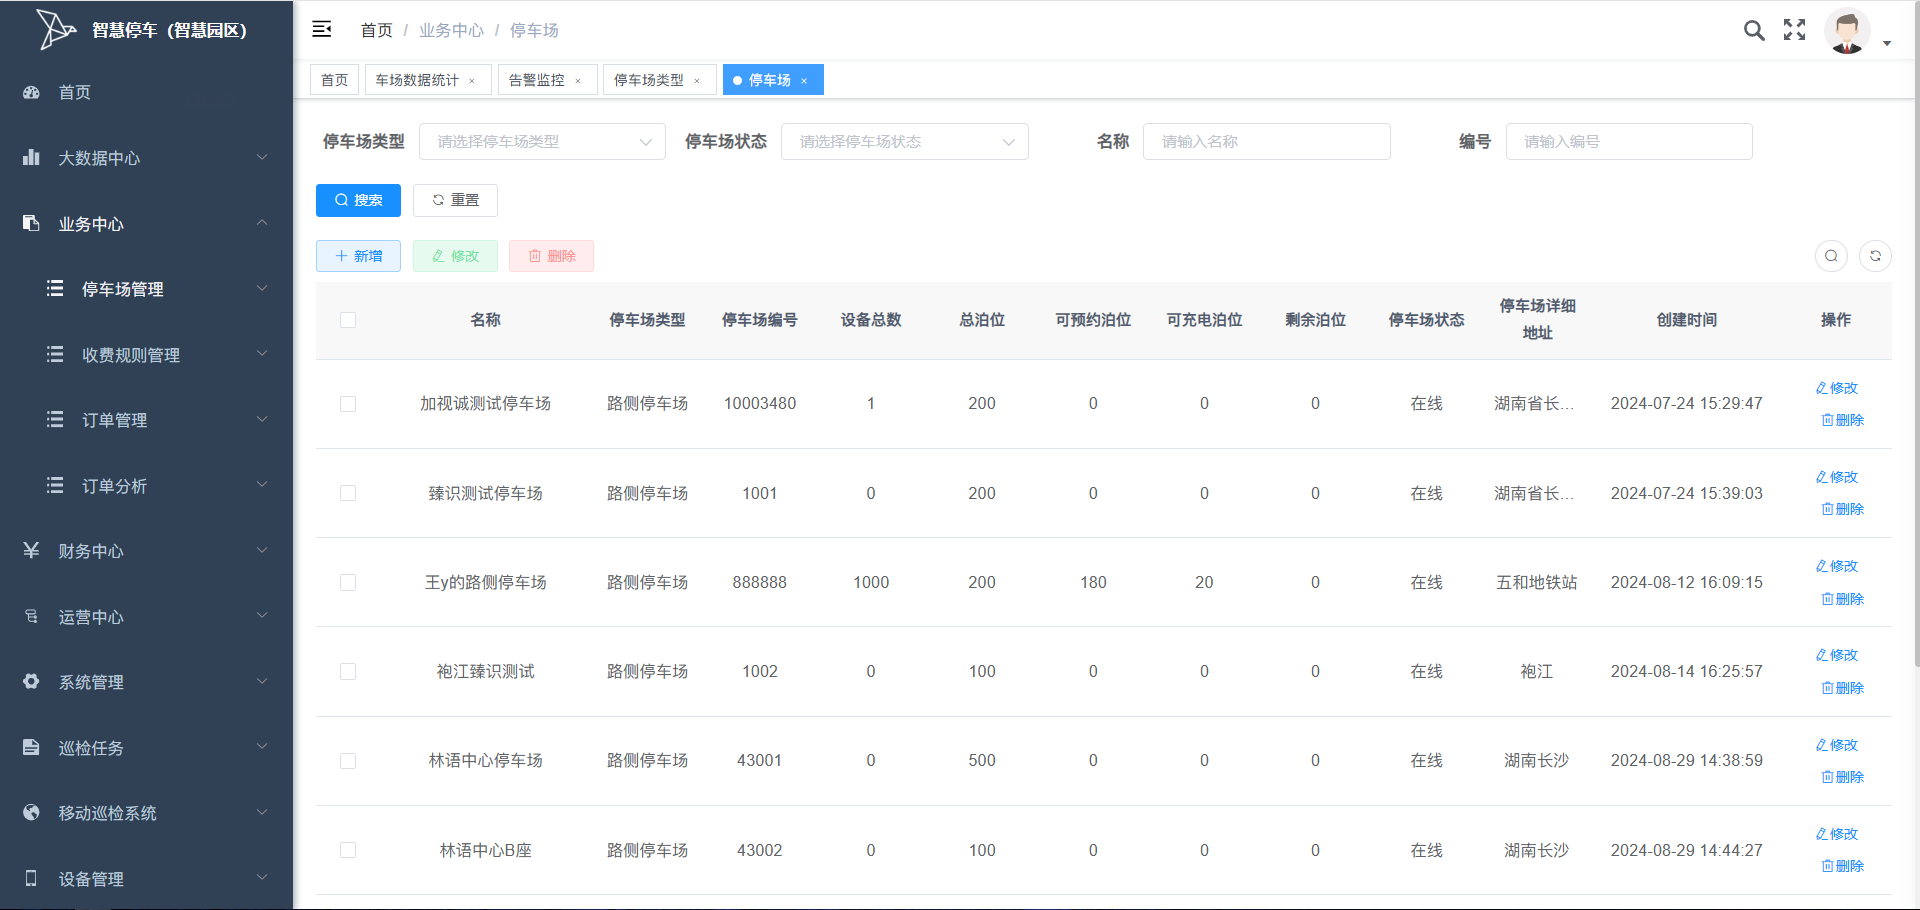 智慧停车（智慧园区）
首页
大数据中心
业务中心
停车场管理
收费规则管理
订单管理
订单分析
财务中心
运营中心
系统管理
巡检任务
移动巡检系统
设备管理
首页 / 业务中心 / 停车场
首页 车场数据统计 × 告警监控 × 停车场类型 × 停车场 ×
停车场类型 请选择停车场类型 停车场状态 请选择停车场状态 名称 请输入名称 编号 请输入编号
搜索 重置
新增 修改 删除
名称 停车场类型 停车场编号 设备总数 总泊位 可预约泊位 可充电泊位 剩余泊位 停车场状态 停车场详细地址 创建时间 操作
加视诚测试停车场 路侧停车场 10003480 1 200 0 0 0 在线 湖南省长... 2024-07-24 15:29:47 修改 删除
臻识测试停车场 路侧停车场 1001 0 200 0 0 0 在线 湖南省长... 2024-07-24 15:39:03 修改 删除
王y的路侧停车场 路侧停车场 888888 1000 200 180 20 0 在线 五和地铁站 2024-08-12 16:09:15 修改 删除
袍江臻识测试 路侧停车场 1002 0 100 0 0 0 在线 袍江 2024-08-14 16:25:57 修改 删除
林语中心停车场 路侧停车场 43001 0 500 0 0 0 在线 湖南长沙 2024-08-29 14:38:59 修改 删除
林语中心B座 路侧停车场 43002 0 100 0 0 0 在线 湖南长沙 2024-08-29 14:44:27 修改 删除